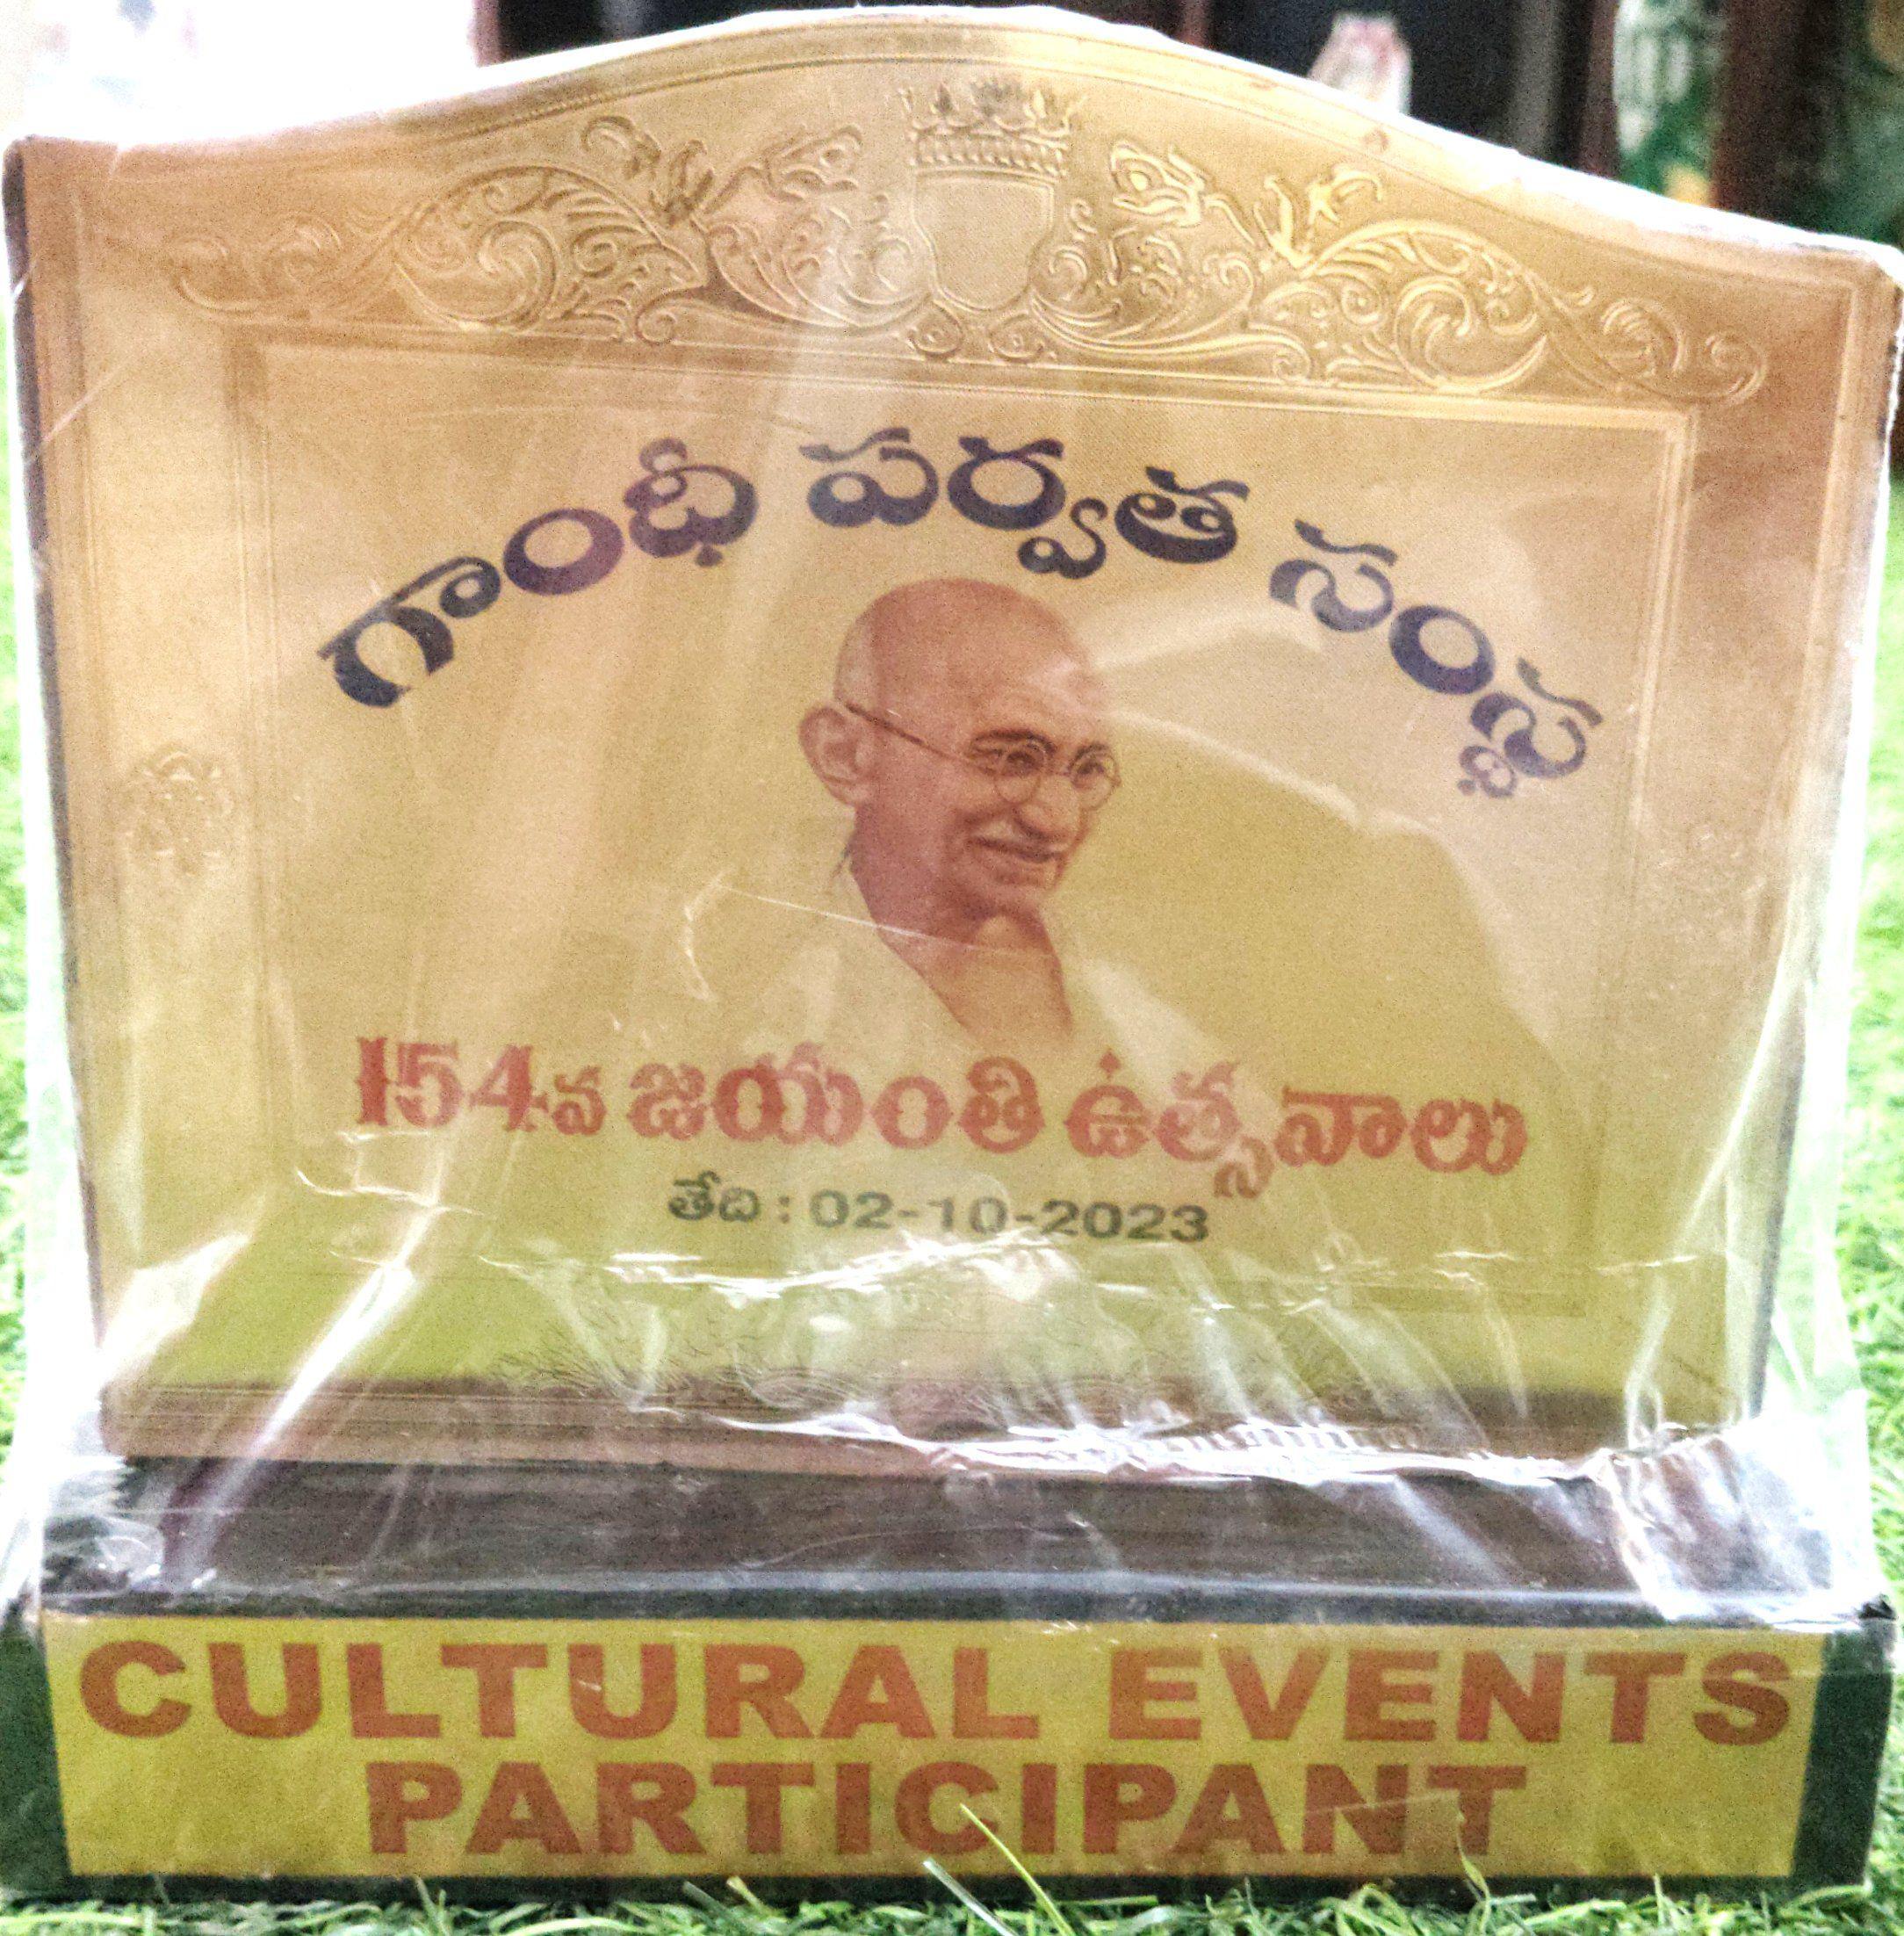 గాంధీ పర్వత సంస్థ
154వ జయంతి ఉత్సవాలు
తేది : 02-10-2023
CULTURAL EVENTS
PARTICIPANT